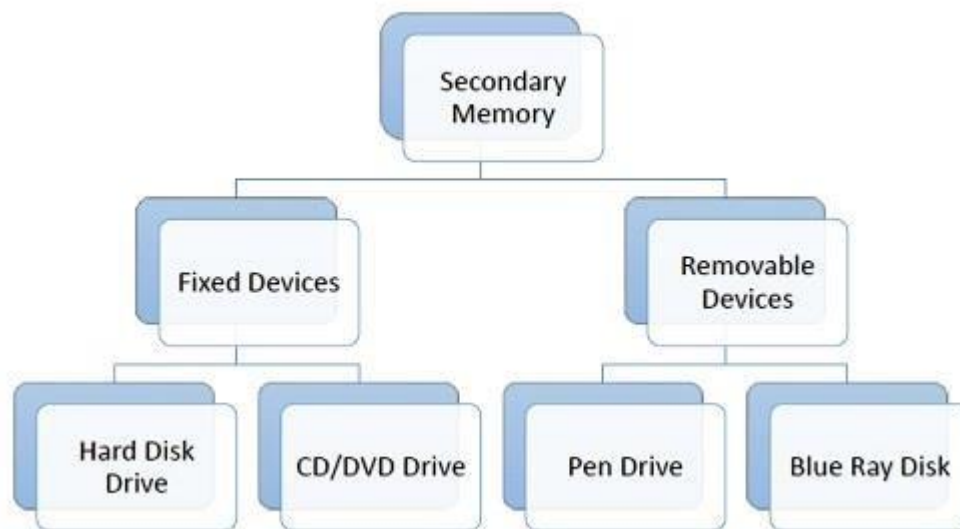 Secondary
Memory
Fixed Devices
Removable
Devices
Hard Disk
Drive
CD/DVD Drive
Pen Drive
Blue Ray Disk